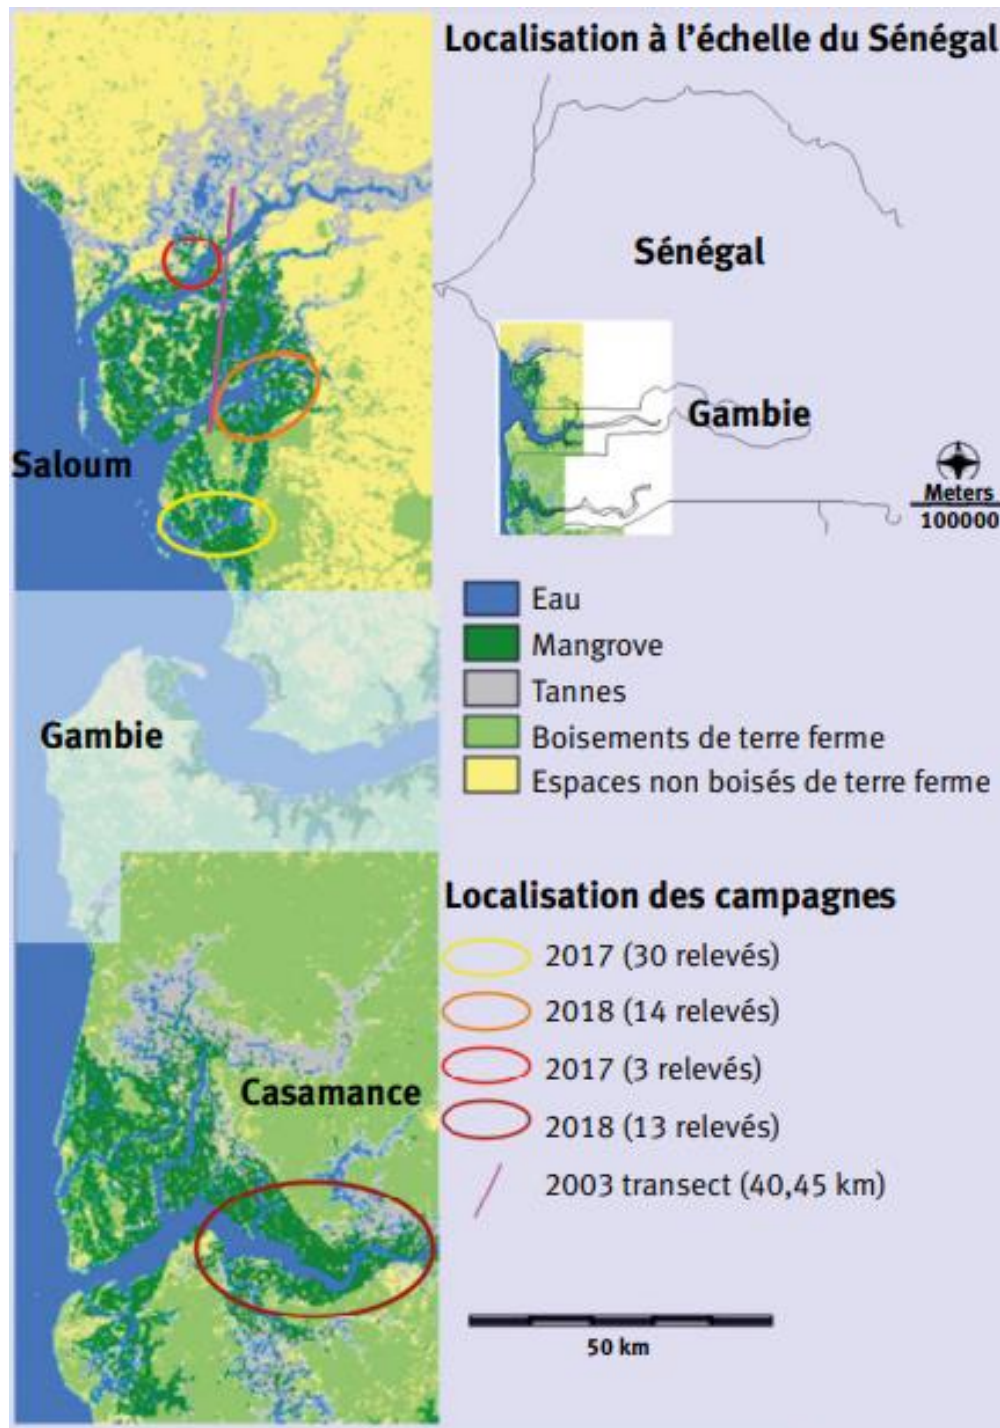 Localisation à l’échelle du Sénégal
Sénégal
Gambie
Meters
100000
Saloum
Eau
Mangrove
Tannes
Boisements de terre ferme
Espaces non boisés de terre ferme
Gambie
Localisation des campagnes
2017 (30 relevés)
2018 (14 relevés)
2017 (3 relevés)
2018 (13 relevés)
2003 transect (40,45 km)
Casamance
50 km